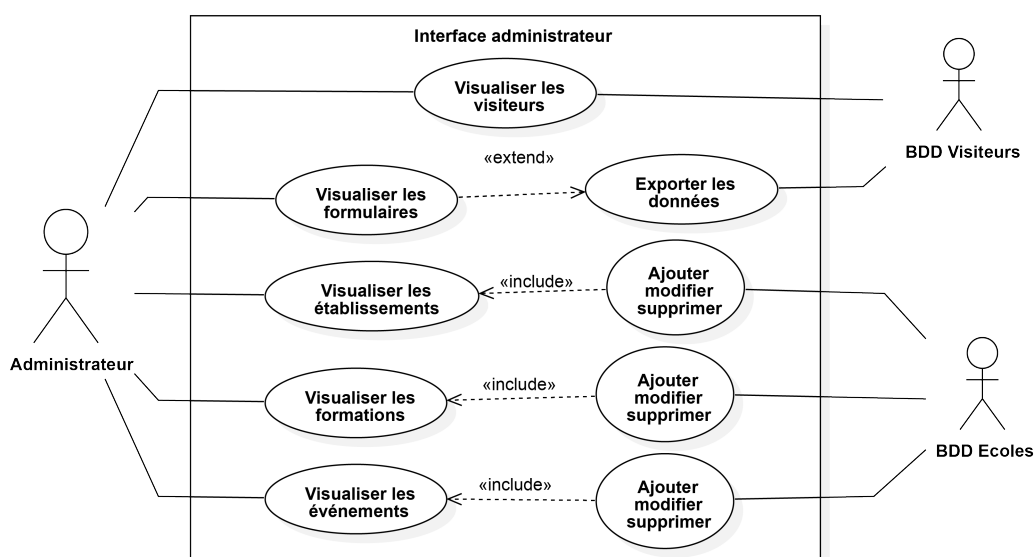 Interface administrateur
Visualiser les
visiteurs
BDD Visiteurs
«extend»
Visualiser les
formulaires
Exporter les
données
Visualiser les
établissements
«include»
Ajouter
modifier
supprimer
Administrateur
Visualiser les
formations
«include»
Ajouter
modifier
supprimer
BDD Ecoles
Visualiser les
événements
«include»
Ajouter
modifier
supprimer